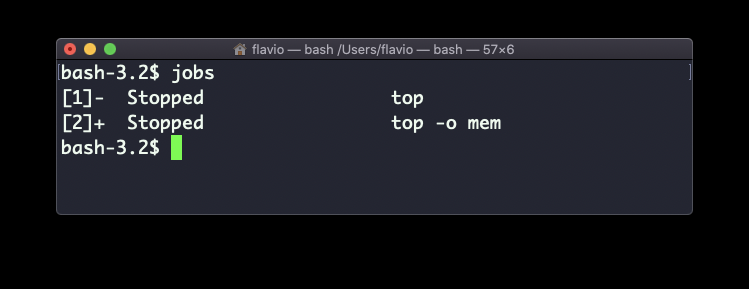 flavio — bash /Users/flavio — bash — 57×6
bash-3.2$ jobs
[1]-  Stopped                 top
[2]+  Stopped                 top -o mem
bash-3.2$